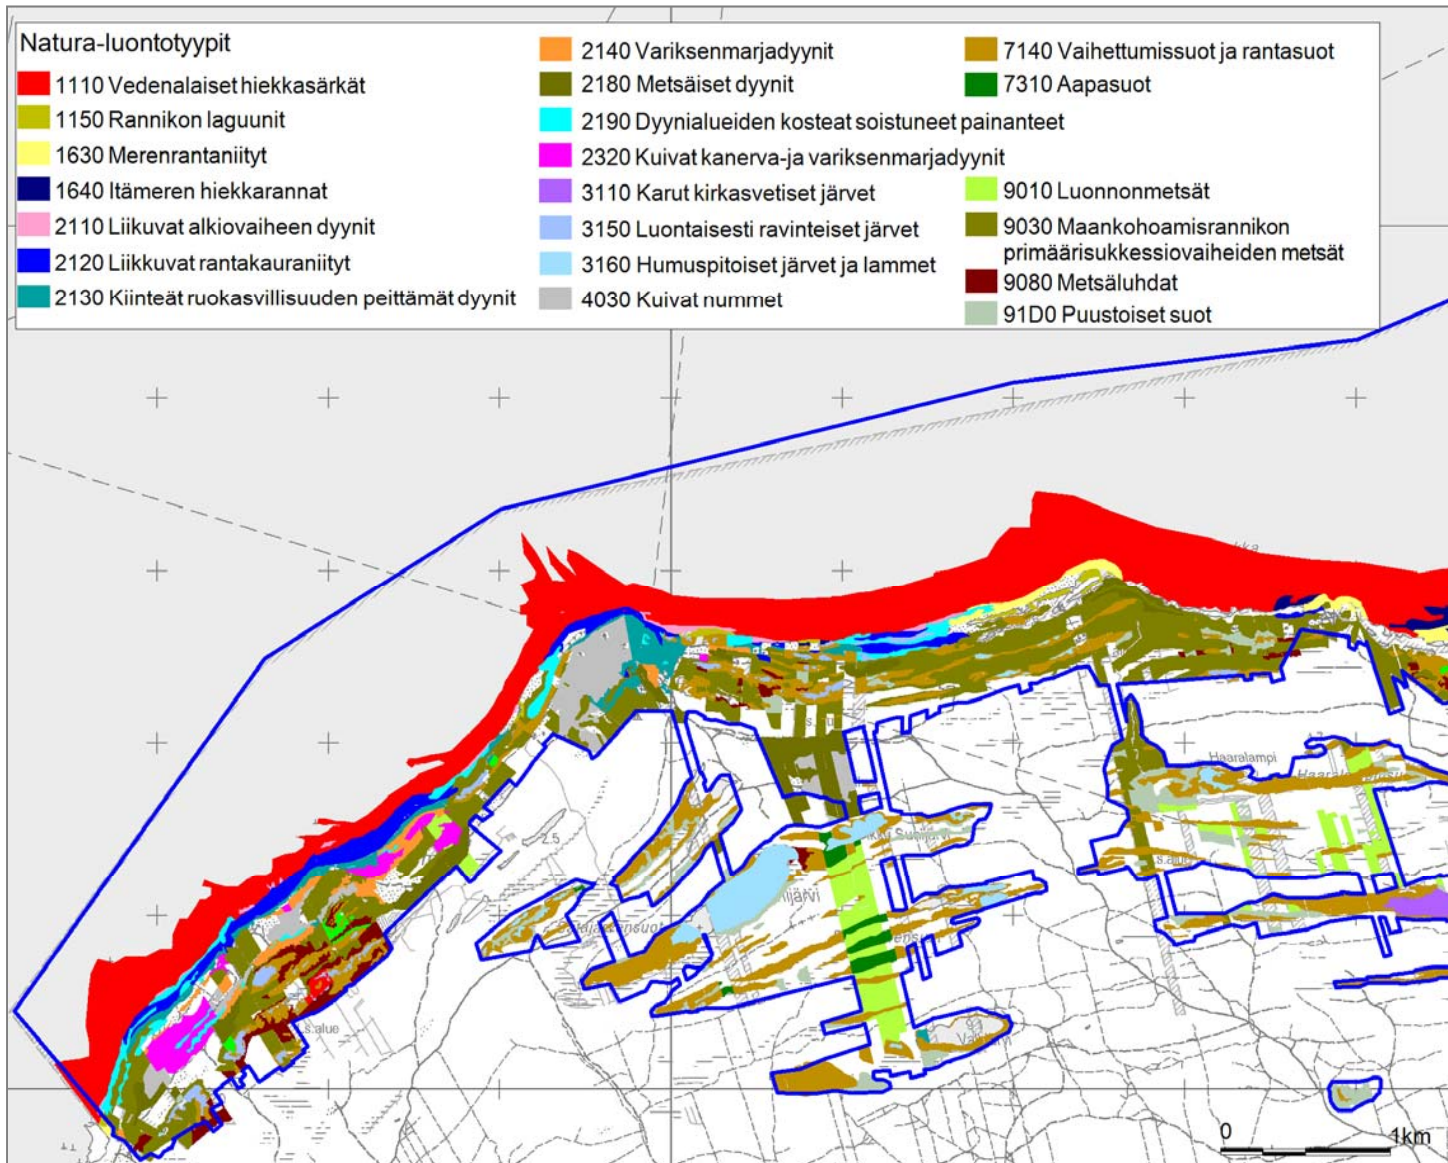 Natura-luontotyypit
1110 Vedenalaiset hiekkasärkät
1150 Rannikon laguunit
1630 Merenrantaniityt
1640 Itämeren hiekkarannat
2110 Liikuvat alkiovaiheen dyynit
2120 Liikkuvat rantakauraniityt
2130 Kiinteät ruokasvillisuuden peittämät dyynit
2140 Variksenmarjadyynit
2180 Metsäiset dyynit
2190 Dyynialueiden kosteat soistuneet painanteet
2320 Kuivat kanerva-ja variksenmarjadyynit
3110 Karut kirkasvetiset järvet
3150 Luontaisesti ravinteiset järvet
3160 Humuspitoiset järvet ja lammet
4030 Kuivat nummet
7140 Vaihettumissuot ja rantasuot
7310 Aapasuot
9010 Luonnonmetsät
9030 Maankohoamisrannikon
primäärisukkessiovaiheiden metsät
9080 Metsäluhdat
91D0 Puustoiset suot
Haaralampi
2.5
l.s.alue
0
1km